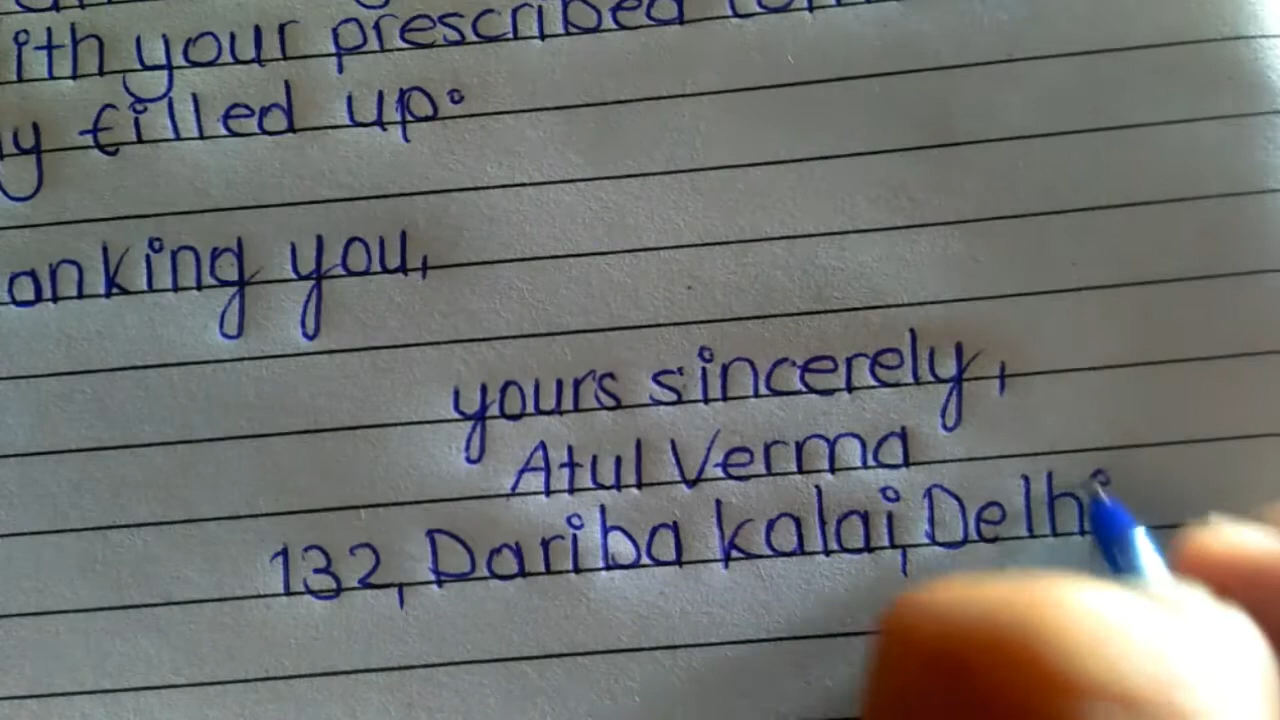 ith your prescribed
y filled up.
anking you,
yours sincerely,
Atul Verma
132, Dariba kalai, Delhi